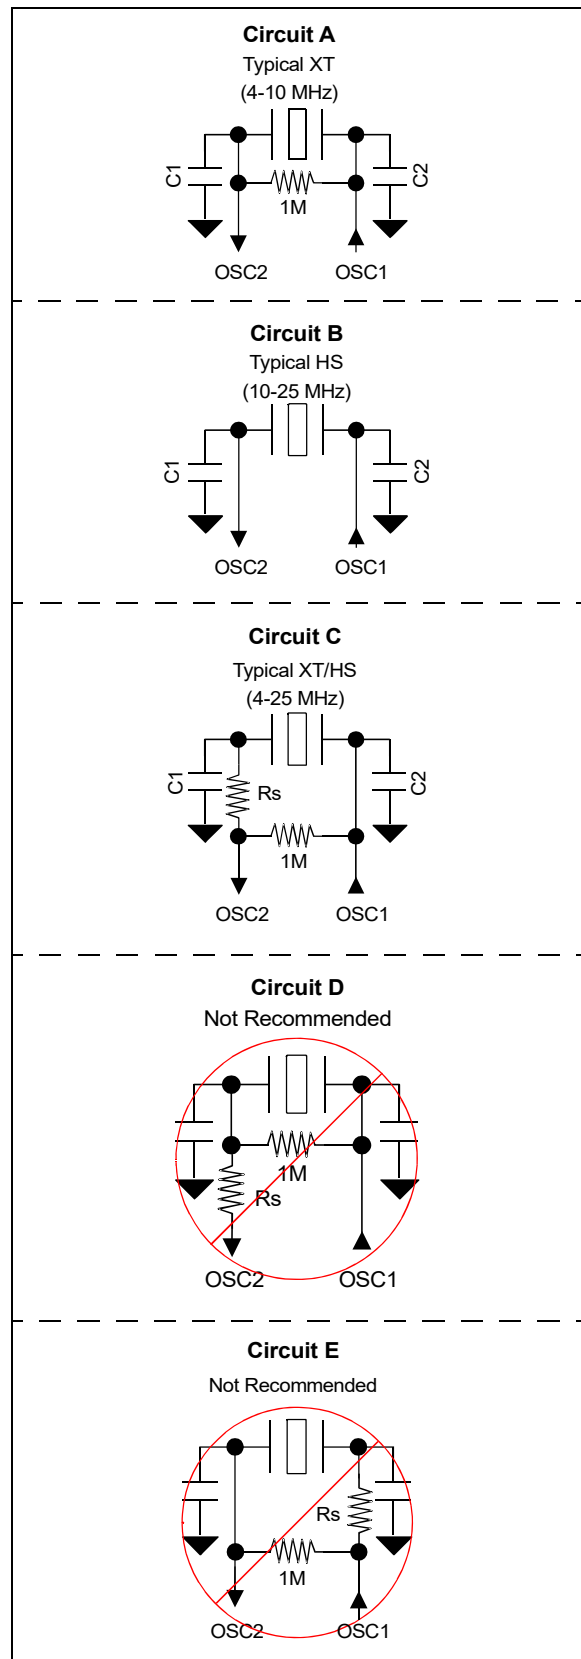 Circuit A
Typical XT
(4-10 MHz)
C1
C2
1M
OSC2
OSC1
Circuit B
Typical HS
(10-25 MHz)
C1
C2
OSC2
OSC1
Circuit C
Typical XT/HS
(4-25 MHz)
C1
Rs
C2
1M
OSC2
OSC1
Circuit D
Not Recommended
1M
Rs
OSC2
OSC1
Circuit E
Not Recommended
Rs
1M
OSC2
OSC1